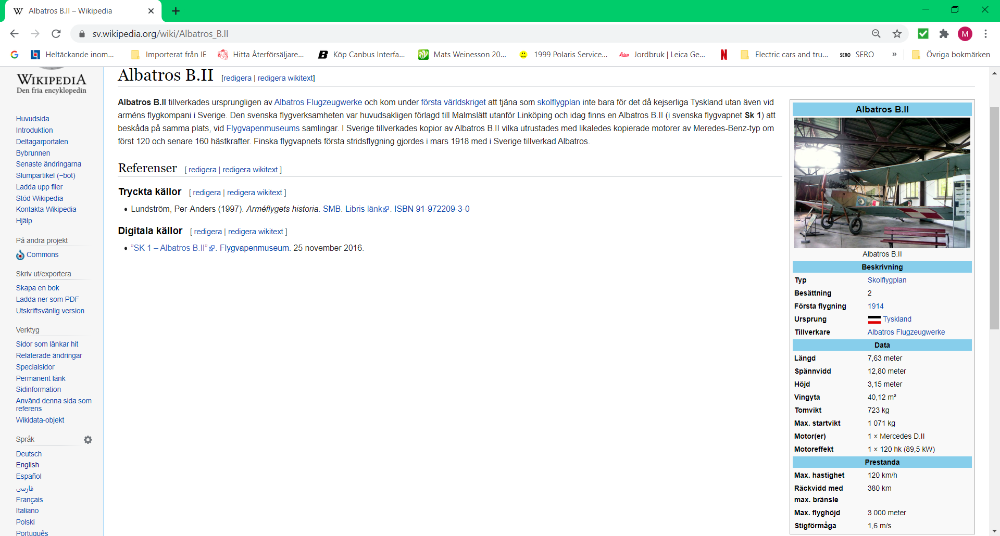 Albatros B.II – Wikipedia
sv.wikipedia.org/wiki/Albatros_B.II
M
Heltäckande inom...
Importerat från IE
Hitta Återförsäljare...
Köp Canbus Interfa...
Mats Weinesson 20...
1999 Polaris Service...
Jordbruk | Leica Ge...
Electric cars and tru...
SERO SERO
»
Övriga bokmärken
WIKIPEDIA
Den fria encyklopedin
Huvudsida
Introduktion
Deltagarportalen
Bybrunnen
Senaste ändringarna
Slumpartikel (−bot)
Ladda upp filer
Stöd Wikipedia
Kontakta Wikipedia
Hjälp
På andra projekt
Commons
Skriv ut/exportera
Skapa en bok
Ladda ner som PDF
Utskriftsvänlig version
Verktyg
Sidor som länkar hit
Relaterade ändringar
Specialsidor
Permanent länk
Sidinformation
Använd denna sida som
referens
Wikidata-objekt
Språk
Deutsch
English
Español
فارسی
Français
Italiano
Polski
Português
Albatros B.II [redigera | redigera wikitext]
Albatros B.II tillverkades ursprungligen av Albatros Flugzeugwerke och kom under första världskriget att tjäna som skolflygplan inte bara för det då kejserliga Tyskland utan även vid
arméns flygkompani i Sverige. Den svenska flygverksamheten var huvudsakligen förlagd till Malmslätt utanför Linköping och idag finns en Albatros B.II (i svenska flygvapnet Sk 1) att
beskåda på samma plats, vid Flygvapenmuseums samlingar. I Sverige tillverkades kopior av Albatros B.II vilka utrustades med likaledes kopierade motorer av Meredes-Benz-typ om
först 120 och senare 160 hästkrafter. Finska flygvapnets första stridsflygning gjordes i mars 1918 med i Sverige tillverkad Albatros.
Referenser [ redigera | redigera wikitext ]
Tryckta källor [ redigera | redigera wikitext ]
• Lundström, Per-Anders (1997). Arméflygets historia. SMB. Libris länk. ISBN 91-972209-3-0
Digitala källor [ redigera | redigera wikitext ]
• ”SK 1 – Albatros B.II”. Flygvapenmuseum. 25 november 2016.
Albatros B.II
Albatros B.II
Beskrivning
Typ Skolflygplan
Besättning 2
Första flygning 1914
Ursprung Tyskland
Tillverkare Albatros Flugzeugwerke
Data
Längd 7,63 meter
Spännvidd 12,80 meter
Höjd 3,15 meter
Vingyta 40,12 m²
Tomvikt 723 kg
Max. startvikt 1 071 kg
Motor(er) 1 × Mercedes D.II
Motoreffekt 1 × 120 hk (89,5 kW)
Prestanda
Max. hastighet 120 km/h
Räckvidd med 380 km
max. bränsle
Max. flyghöjd 3 000 meter
Stigförmåga 1,6 m/s